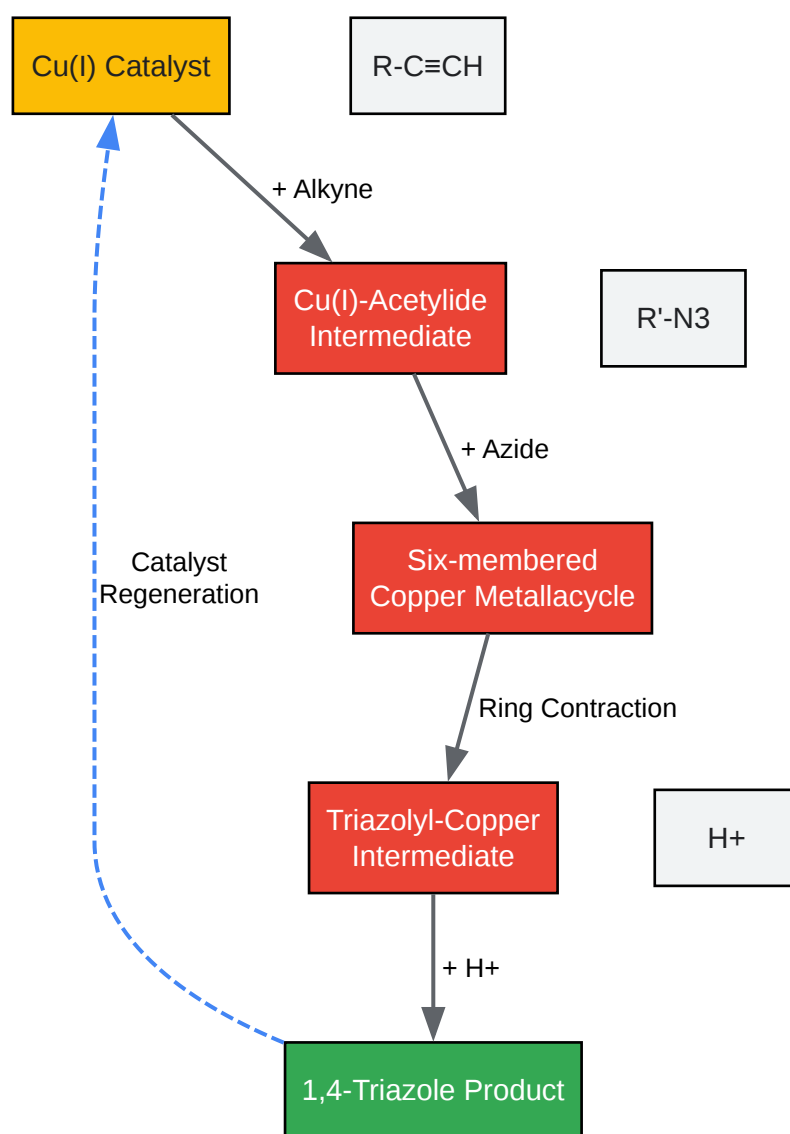 Cu(I) Catalyst
R-C≡CH
+ Alkyne
Cu(I)-Acetylide
Intermediate
R'-N3
+ Azide
Six-membered
Copper Metallacycle
Catalyst
Regeneration
Ring Contraction
Triazolyl-Copper
Intermediate
H+
+ H+
1,4-Triazole Product